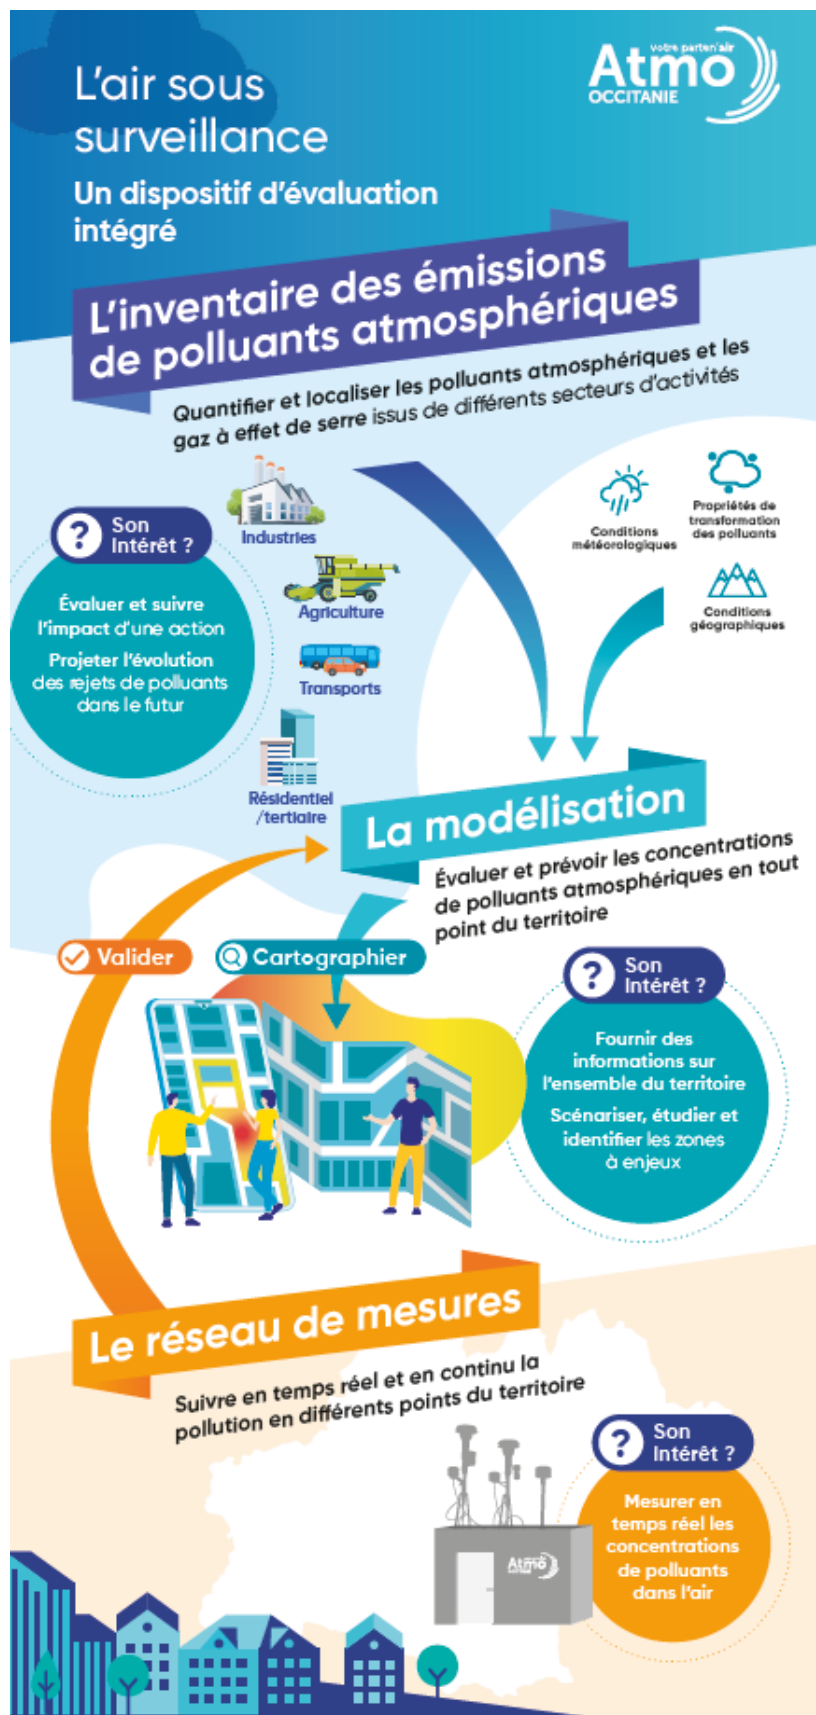 L'air sous
surveillance
votre parten'air
Atmo
OCCITANIE
Un dispositif d'évaluation
intégré
L'inventaire des émissions
de polluants atmosphériques
Quantifier et localiser les polluants atmosphériques et les
gaz à effet de serre issus de différents secteurs d'activités
? Son
Intérêt ?
Évaluer et suivre
l'impact d'une action
Projeter l'évolution
des rejets de polluants
dans le futur
Industries
Agriculture
Transports
Résidentiel
/tertiaire
Conditions
météorologiques
Propriétés de
transformation
des polluants
Conditions
géographiques
La modélisation
Évaluer et prévoir les concentrations
de polluants atmosphériques en tout
point du territoire
Valider
Cartographier
? Son
Intérêt ?
Fournir des
informations sur
l'ensemble du territoire
Scénariser, étudier et
identifier les zones
à enjeux
Le réseau de mesures
Suivre en temps réel et en continu la
pollution en différents points du territoire
? Son
Intérêt ?
Mesurer en
temps réel les
concentrations
de polluants
dans l'air
Atmo